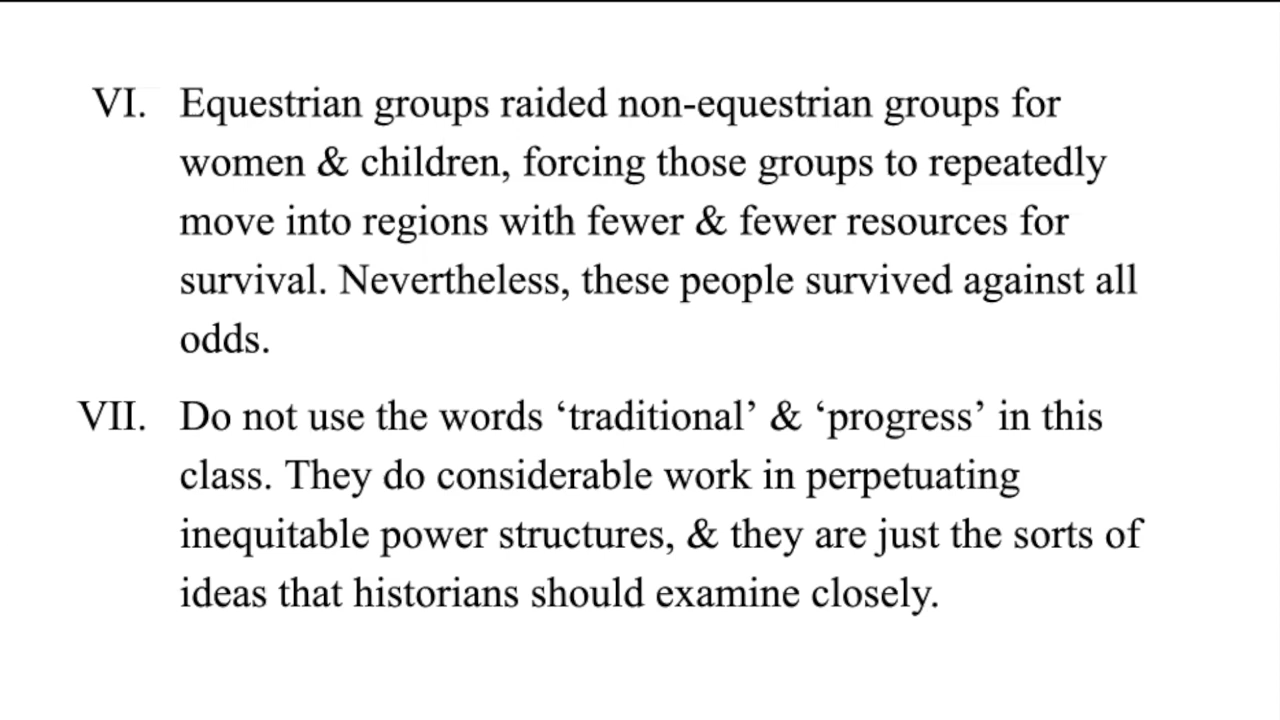 VI. Equestrian groups raided non-equestrian groups for
women & children, forcing those groups to repeatedly
move into regions with fewer & fewer resources for
survival. Nevertheless, these people survived against all
odds.
VII. Do not use the words ‘traditional’ & ‘progress’ in this
class. They do considerable work in perpetuating
inequitable power structures, & they are just the sorts of
ideas that historians should examine closely.